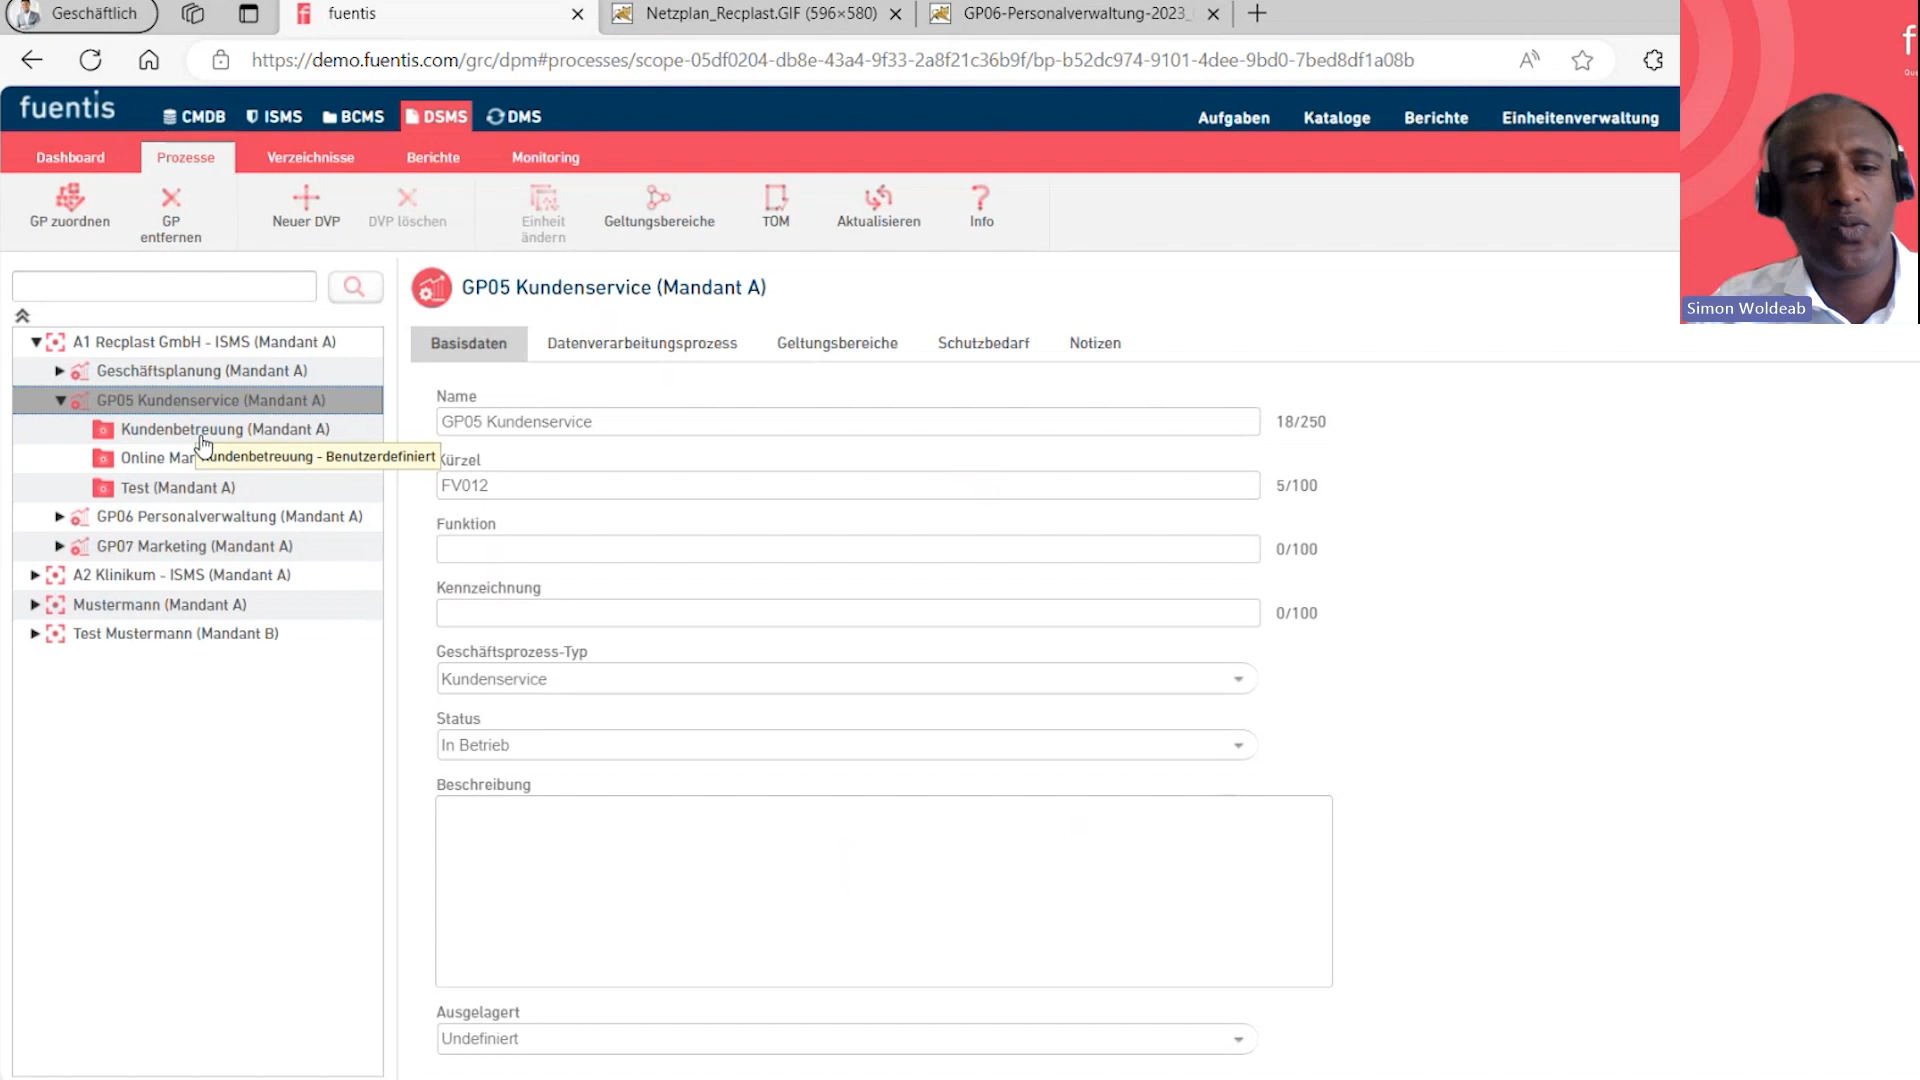 Geschäftlich
fuentis
Netzplan_Recplast.GIF (596×580)
GP06-Personalverwaltung-2023_
https://demo.fuentis.com/grc/dpm#processes/scope-05df0204-db8e-43a4-9f33-2a8f21c36b9f/bp-b52dc974-9101-4dee-9bd0-7bed8df1a08b
fuentis
CMDB
ISMS
BCMS
DSMS
DMS
Aufgaben
Kataloge
Berichte
Einheitenverwaltung
Dashboard
Prozesse
Verzeichnisse
Berichte
Monitoring
GP zuordnen
GP
entfernen
Neuer DVP
DVP löschen
Einheit
ändern
Geltungsbereiche
TOM
Aktualisieren
Info
Simon Woldeab
A1 Recplast GmbH - ISMS (Mandant A)
Geschäftsplanung (Mandant A)
GP05 Kundenservice (Mandant A)
Kundenbetreuung (Mandant A)
Online Mar
Kundenbetreuung - Benutzerdefiniert
Test (Mandant A)
GP06 Personalverwaltung (Mandant A)
GP07 Marketing (Mandant A)
A2 Klinikum - ISMS (Mandant A)
Mustermann (Mandant A)
Test Mustermann (Mandant B)
GP05 Kundenservice (Mandant A)
Basisdaten
Datenverarbeitungsprozess
Geltungsbereiche
Schutzbedarf
Notizen
Name
GP05 Kundenservice
18/250
Kürzel
FV012
5/100
Funktion
0/100
Kennzeichnung
0/100
Geschäftsprozess-Typ
Kundenservice
Status
In Betrieb
Beschreibung
Ausgelagert
Undefiniert